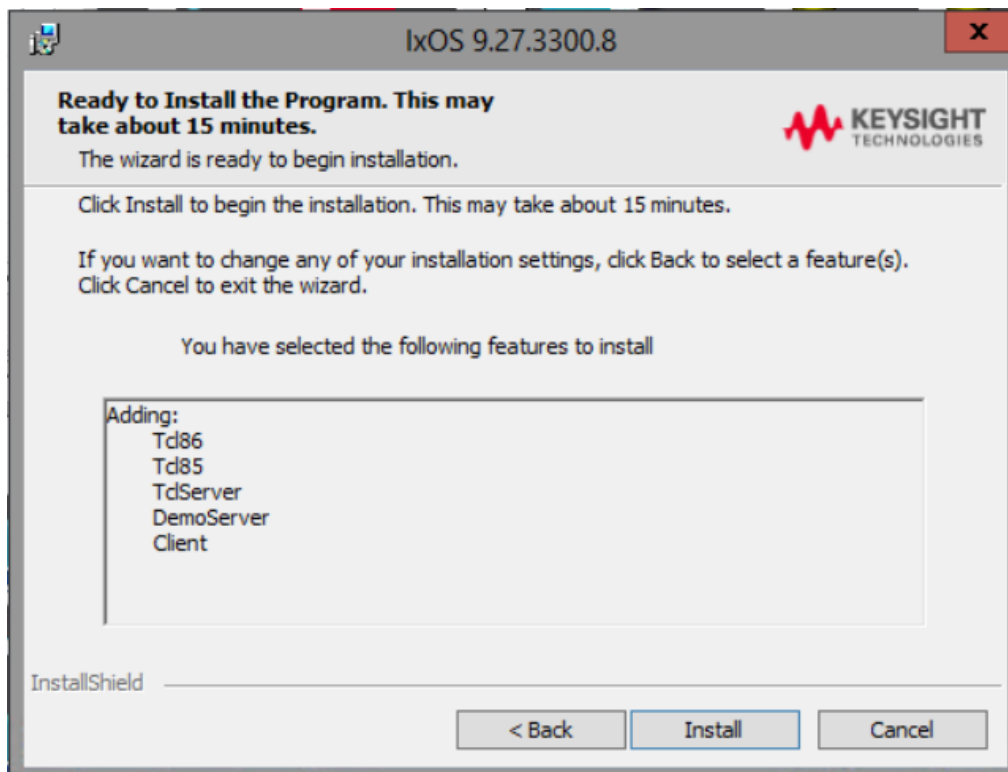 IxOS 9.27.3300.8
x
Ready to Install the Program. This may
take about 15 minutes.
The wizard is ready to begin installation.
KEYSIGHT
TECHNOLOGIES
Click Install to begin the installation. This may take about 15 minutes.
If you want to change any of your installation settings, click Back to select a feature(s).
Click Cancel to exit the wizard.
You have selected the following features to install
Adding:
Tcl86
Tcl85
TclServer
DemoServer
Client
InstallShield
< Back
Install
Cancel